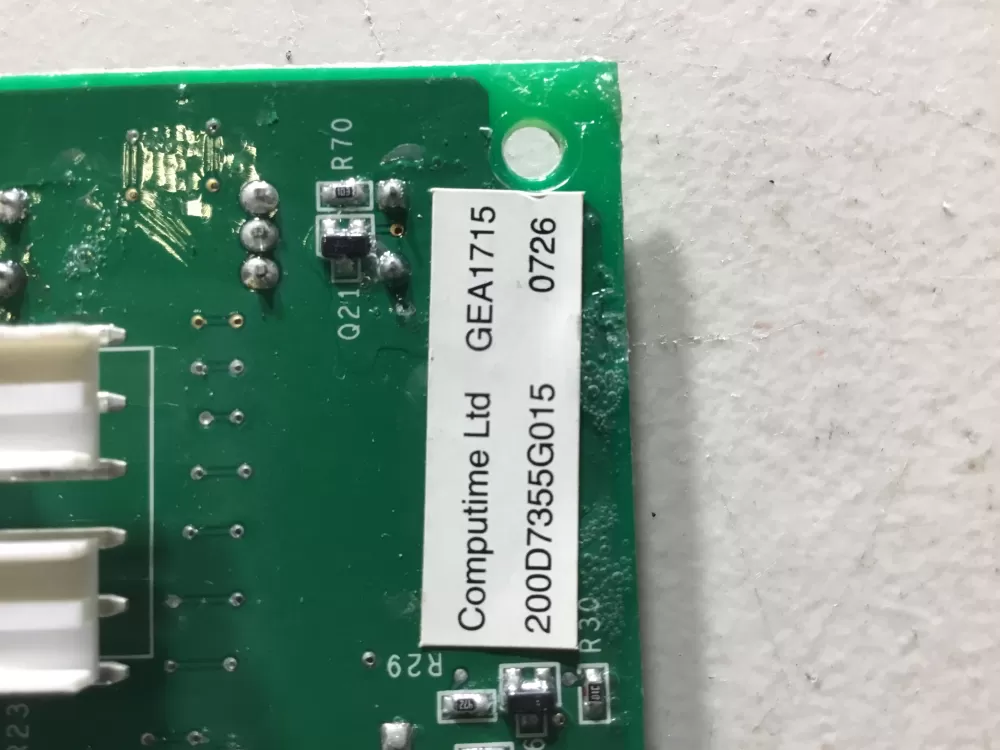 Computime Ltd GEA1715
200D7355G015 0726
R70
Q21
R29
R30
R23